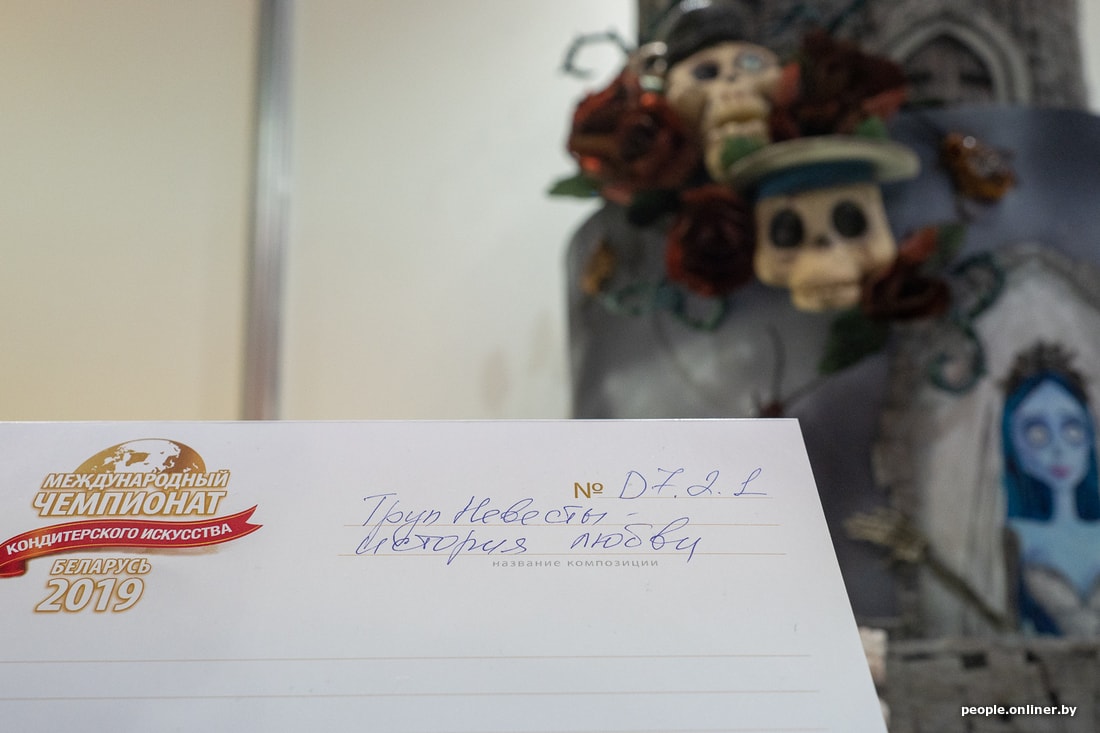 МЕЖДУНАРОДНЫЙ
ЧЕМПИОНАТ
КОНДИТЕРСКОГО ИСКУССТВА
БЕЛАРУСЬ
2019
№ D7.2.1
Труп Невесты -
история любви
название композиции
people.onliner.by